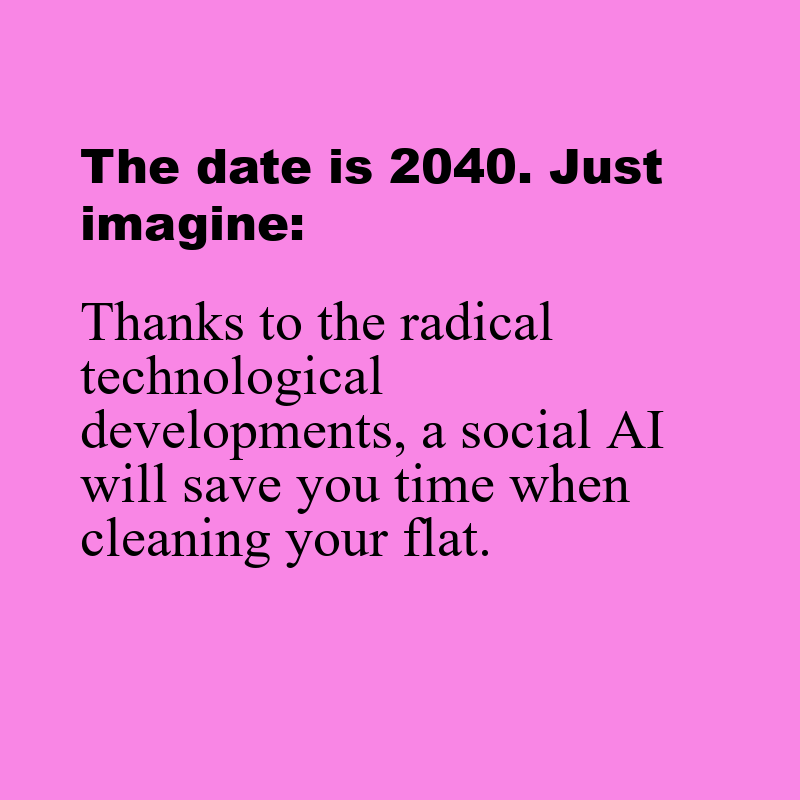 The date is 2040. Just
imagine:
Thanks to the radical
technological
developments, a social AI
will save you time when
cleaning your flat.